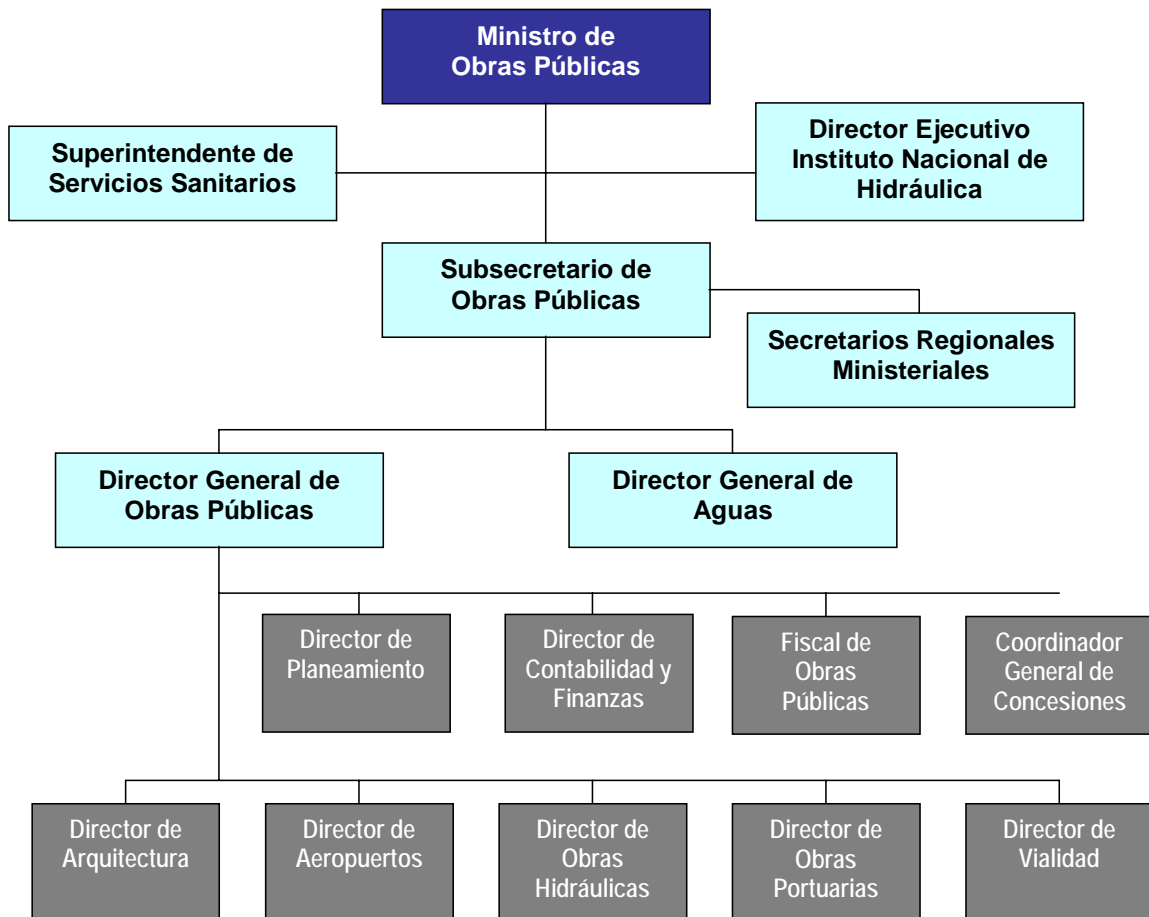 Ministro de
Obras Públicas
Superintendente de
Servicios Sanitarios
Director Ejecutivo
Instituto Nacional de
Hidráulica
Subsecretario de
Obras Públicas
Secretarios Regionales
Ministeriales
Director General de
Obras Públicas
Director General de
Aguas
Director de
Planeamiento
Director de
Contabilidad y
Finanzas
Fiscal de
Obras
Públicas
Coordinador
General de
Concesiones
Director de
Arquitectura
Director de
Aeropuertos
Director de
Obras
Hidráulicas
Director de
Obras
Portuarias
Director de
Vialidad